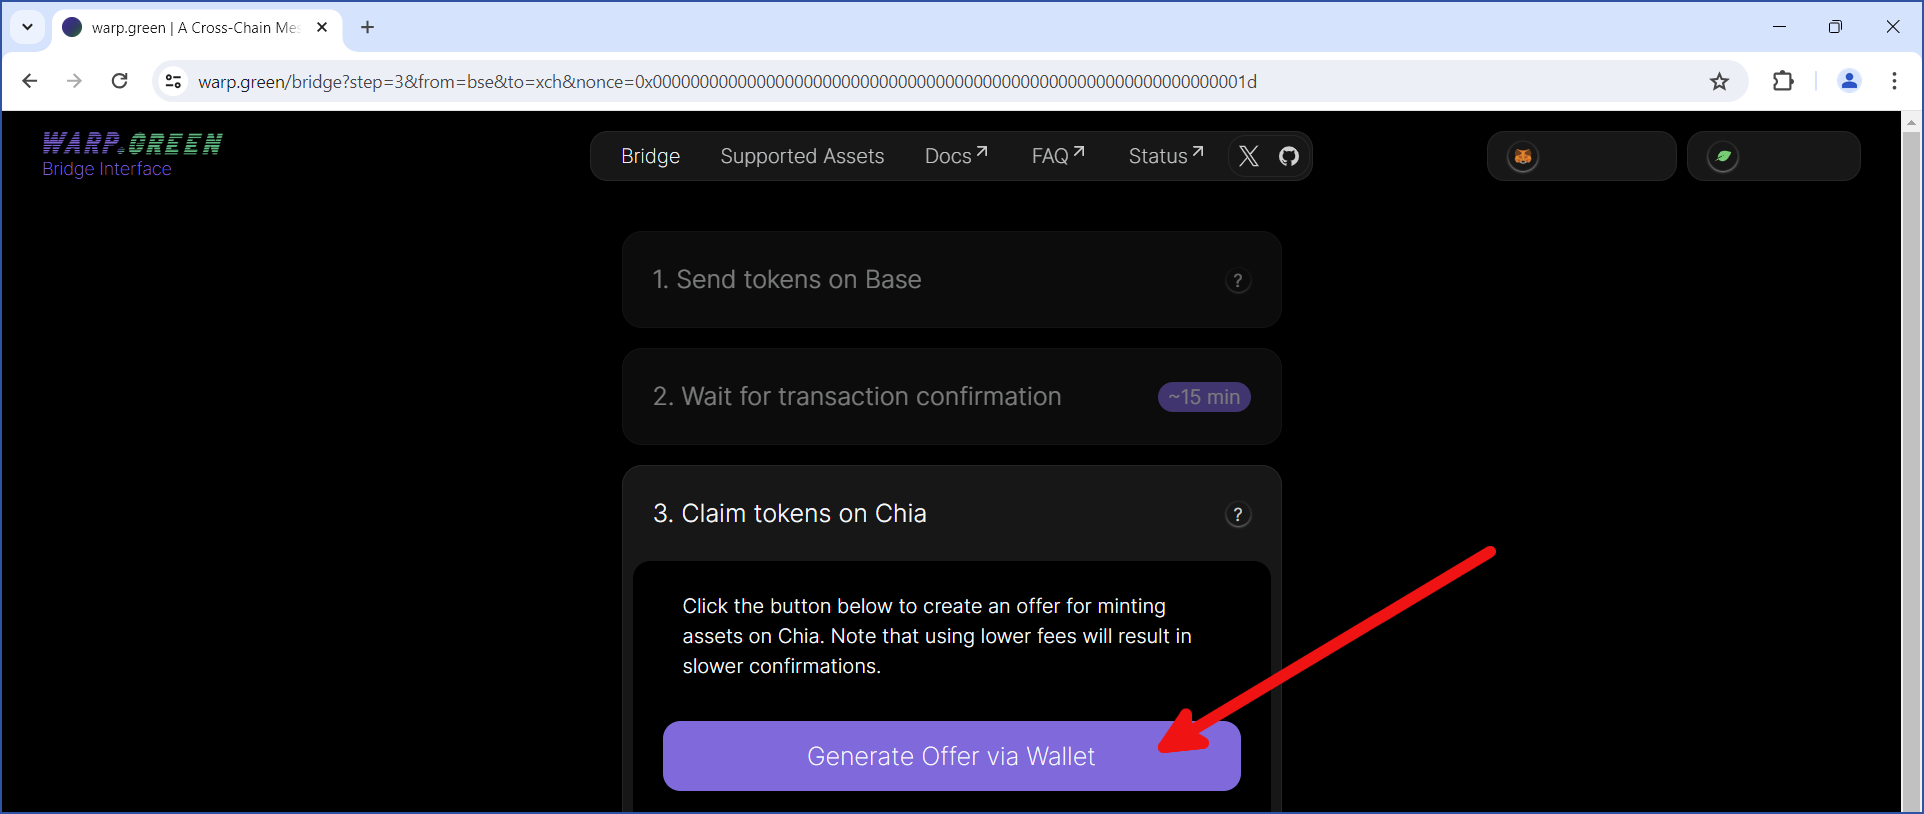 warp.green | A Cross-Chain Mes
warp.green/bridge?step=3&from=bse&to=xch&nonce=0x000000000000000000000000000000000000000000000000000000000000001d
WARP.GREEN
Bridge Interface
Bridge
Supported Assets
Docs
FAQ
Status
1. Send tokens on Base
?
2. Wait for transaction confirmation
~15 min
3. Claim tokens on Chia
?
Click the button below to create an offer for minting
assets on Chia. Note that using lower fees will result in
slower confirmations.
Generate Offer via Wallet